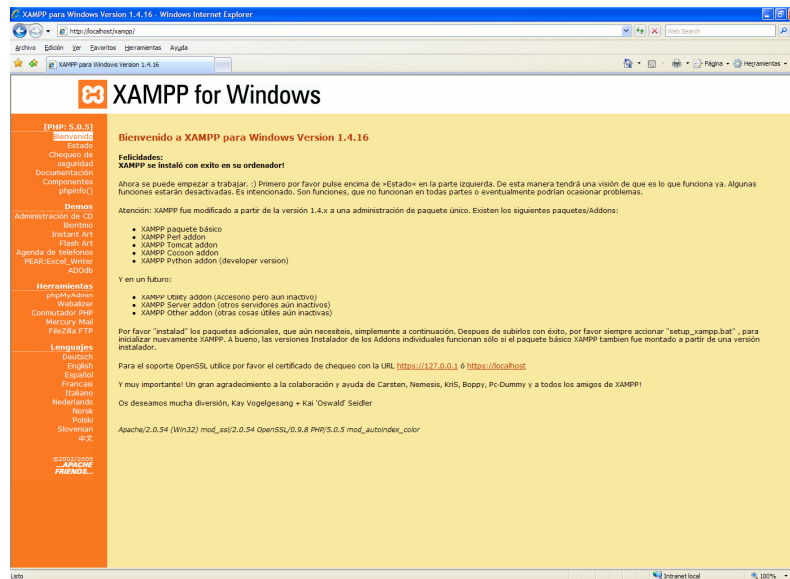 XAMPP para Windows Version 1.4.16 - Windows Internet Explorer
http://localhost/xampp/
Web Search
Archivo Edición Ver Favoritos Herramientas Ayuda
XAMPP para Windows Version 1.4.16
Página
Herramientas
XAMPP for Windows
[PHP: 5.0.5]
Bienvenido
Estado
Chequeo de
seguridad
Documentación
Componentes
phpinfo()
Demos
Administración de CD
Bioritmo
Instant Art
Flash Art
Agenda de telefonos
PEAR:Excel_Writer
ADOdb
Herramientas
phpMyAdmin
Webalizer
Conmutador PHP
Mercury Mail
FileZilla FTP
Lenguajes
Deutsch
English
Español
Francais
Italiano
Nederlands
Norsk
Polski
Slovenian
中文
©2002/2005
...APACHE
FRIENDS...
Bienvenido a XAMPP para Windows Version 1.4.16
Felicidades:
XAMPP se instaló con exito en su ordenador!
Ahora se puede empezar a trabajar. :) Primero por favor pulse encima de »Estado« en la parte izquierda. De esta manera tendrá una visión de que es lo que funciona ya. Algunas
funciones estarán desactivadas. Es intencionado. Son funciones, que no funcionan en todas partes o eventualmente podrían ocasionar problemas.
Atención: XAMPP fue modificado a partir de la versión 1.4.x a una administración de paquete único. Existen los siguientes paquetes/Addons:
• XAMPP paquete básico
• XAMPP Perl addon
• XAMPP Tomcat addon
• XAMPP Cocoon addon
• XAMPP Python addon (developer version)
Y en un futuro:
• XAMPP Utility addon (Accesorio pero aún inactivo)
• XAMPP Server addon (otros servidores aún inactivos)
• XAMPP Other addon (otras cosas útiles aún inactivas)
Por favor "instalad" los paquetes adicionales, que aún necesiteis, simplemente a continuación. Despues de subirlos con éxito, por favor siempre accionar "setup_xampp.bat" , para
inicializar nuevamente XAMPP. A bueno, las versiones Instalador de los Addons individuales funcionan sólo si el paquete básico XAMPP tambien fue montado a partir de una versión
instalador.
Para el soporte OpenSSL utilice por favor el certificado de chequeo con la URL https://127.0.0.1 ó https://localhost
Y muy importante! Un gran agradecimiento a la colaboración y ayuda de Carsten, Nemesis, KriS, Boppy, Pc-Dummy y a todos los amigos de XAMPP!
Os deseamos mucha diversión, Kay Vogelgesang + Kai 'Oswald' Seidler
Apache/2.0.54 (Win32) mod_ssl/2.0.54 OpenSSL/0.9.8 PHP/5.0.5 mod_autoindex_color
Listo
Intranet local
100%